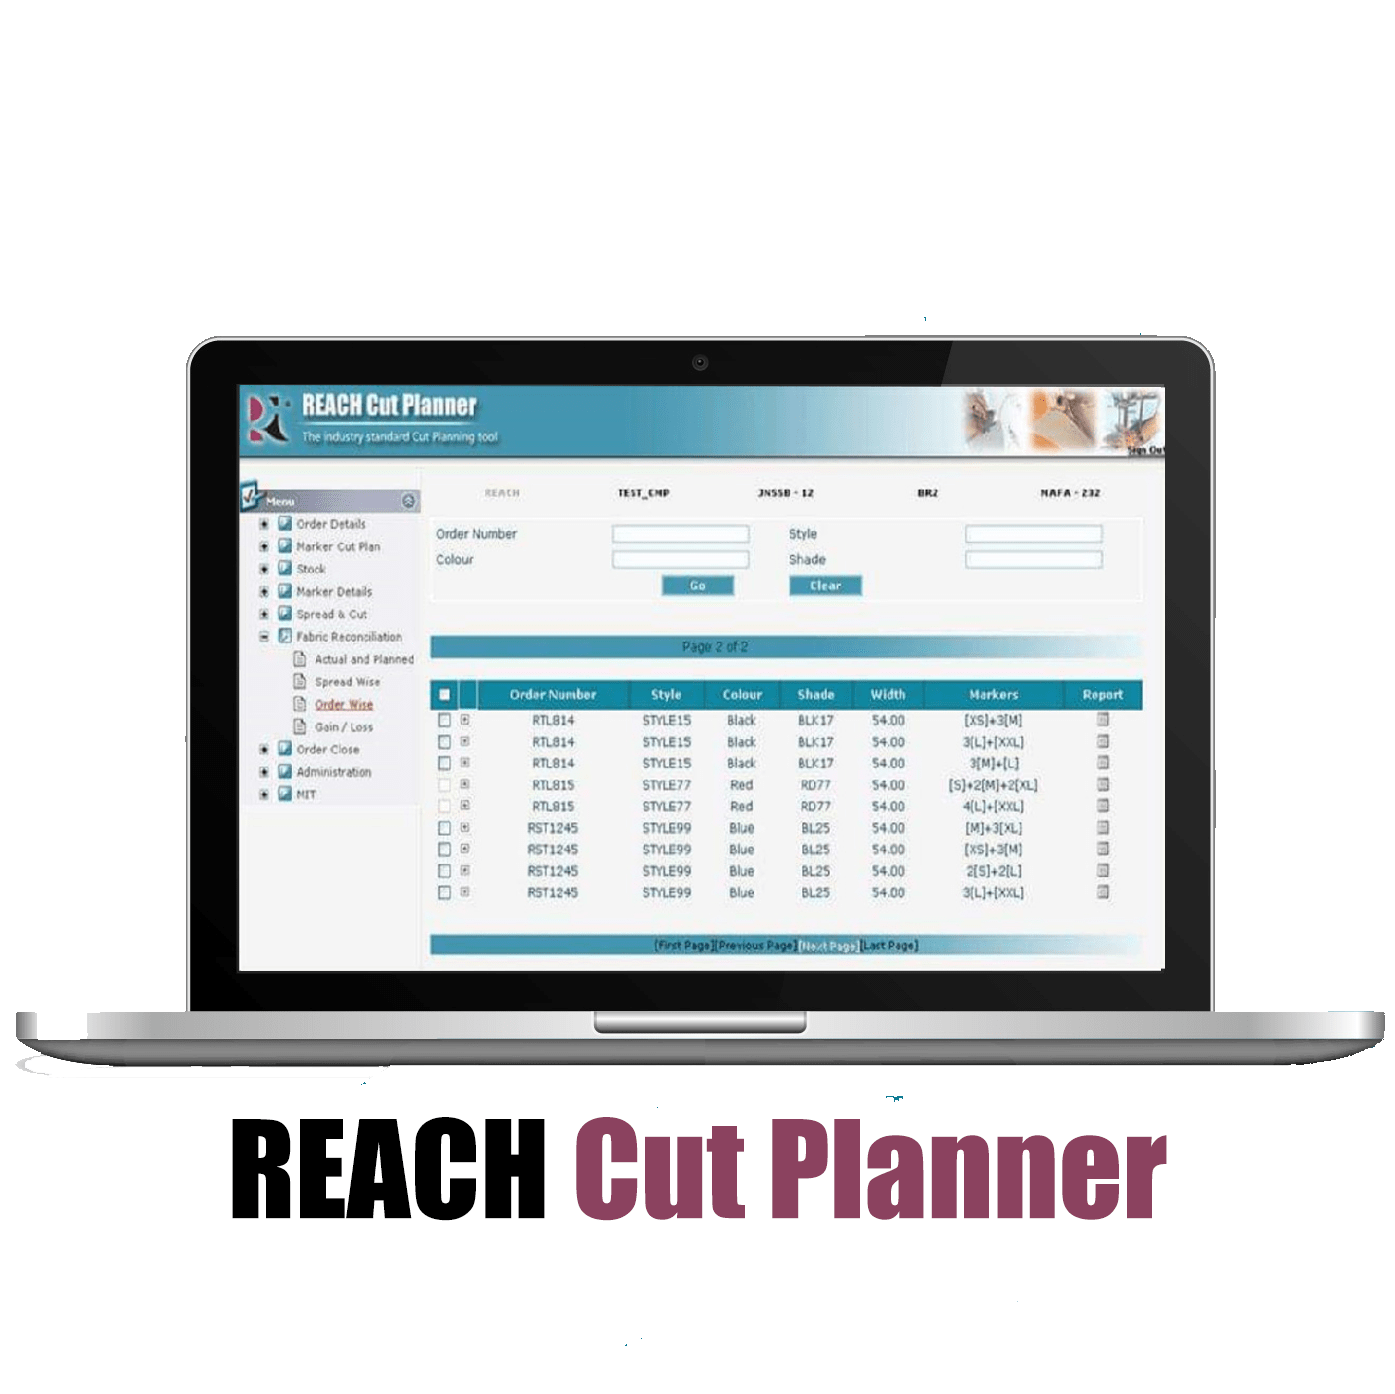 REACH Cut Planner
The industry standard Cut Planning tool
Sign Out
Menu
Order Details
Marker Cut Plan
Stock
Marker Details
Spread & Cut
Fabric Reconciliation
Actual and Planned
Spread Wise
Order Wise
Gain / Loss
Order Close
Administration
MIT
REACH TEST_CMP JNSSB - 12 BR2 NAFA - 232
Order Number Style
Colour Shade
Go Clear
Page 2 of 2
Order Number Style Colour Shade Width Markers Report
RTL814 STYLE15 Black BLK17 54.00 [XS]+3[M]
RTL814 STYLE15 Black BLK17 54.00 3[L]+[XXL]
RTL814 STYLE15 Black BLK17 54.00 3[M]+[L]
RTL815 STYLE77 Red RD77 54.00 [S]+2[M]+2[XL]
RTL815 STYLE77 Red RD77 54.00 4[L]+[XXL]
RST1245 STYLE99 Blue BL25 54.00 [M]+3[XL]
RST1245 STYLE99 Blue BL25 54.00 [XS]+3[M]
RST1245 STYLE99 Blue BL25 54.00 2[S]+2[L]
RST1245 STYLE99 Blue BL25 54.00 3[L]+[XXL]
[First Page][Previous Page][Next Page][Last Page]
REACH Cut Planner